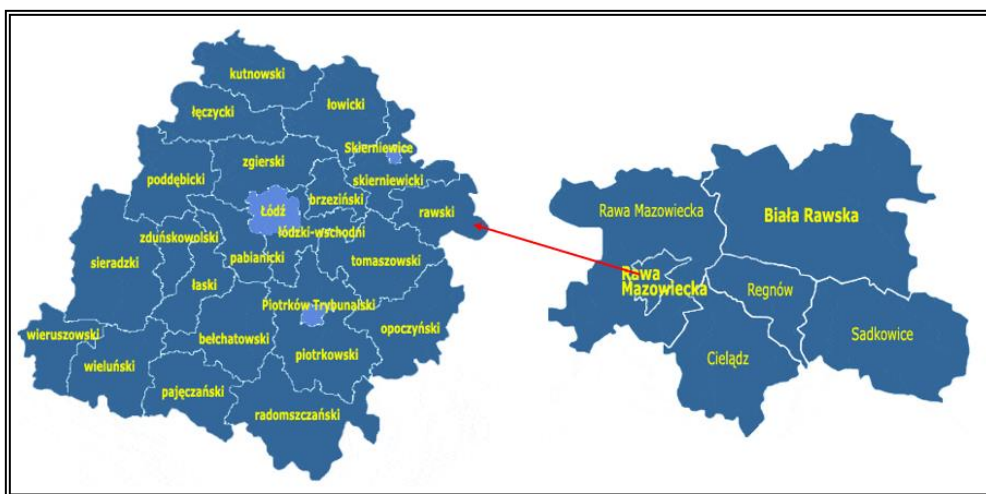 kutnowski
łęczycki
łowicki
Skierniewice
zgierski
skierniewicki
poddębicki
brzeziński
rawski
Łódź
zduńskowolski
łódzki-wschodni
sieradzki
pabianicki
tomaszowski
łaski
Piotrków Trybunalski
opoczyński
wieruszowski
bełchatowski
wieluński
piotrkowski
pajęczański
radomszczański
Rawa Mazowiecka
Biała Rawska
Rawa
Mazowiecka
Regnów
Sadkowice
Cielądz